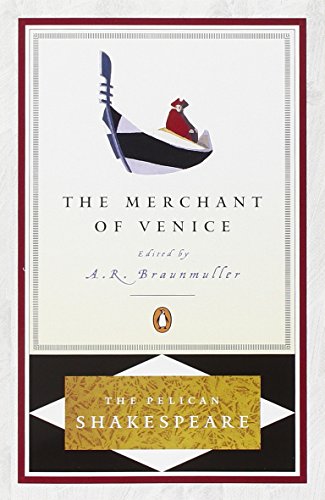 THE MERCHANT
OF VENICE
Edited by
A.R. Braunmuller
THE PELICAN
SHAKESPEARE